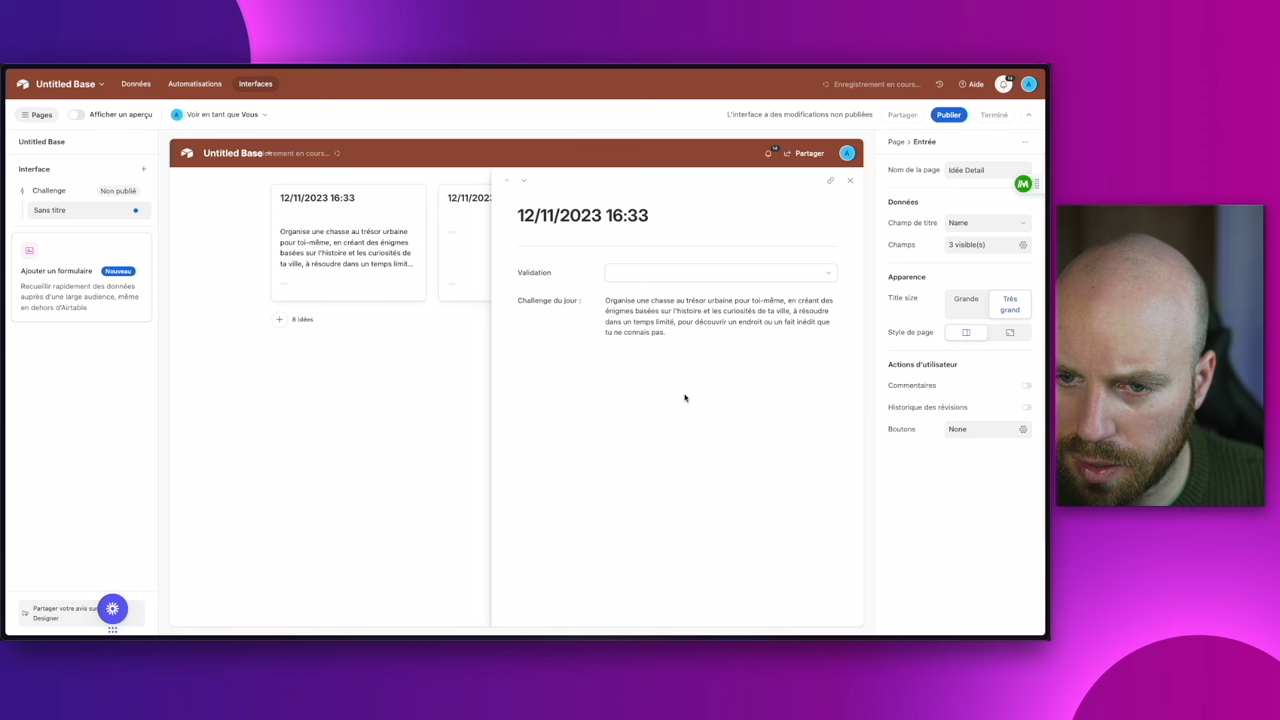 Untitled Base
Données
Automatisations
Interfaces
Enregistrement en cours...
14
Aide
A
Pages
Afficher un aperçu
A
Voir en tant que Vous
L'interface a des modifications non publiées
Partager
Publier
Terminé
Untitled Base
Interface
Challenge
Non publié
Sans titre
Ajouter un formulaire
Nouveau
Recueillir rapidement des données
auprès d'une large audience, même
en dehors d'Airtable
Partager votre avis sur
Designer
Untitled Base
en cours...
14
Partager
A
12/11/2023 16:33
Organise une chasse au trésor urbaine
pour toi-même, en créant des énigmes
basées sur l'histoire et les curiosités de
ta ville, à résoudre dans un temps limit...
8 idées
12/11/202
12/11/2023 16:33
Validation
Challenge du jour :
Organise une chasse au trésor urbaine pour toi-même, en créant des
énigmes basées sur l'histoire et les curiosités de ta ville, à résoudre
dans un temps limité, pour découvrir un endroit ou un fait inédit que
tu ne connais pas.
Page > Entrée
Nom de la page
Idée Detail
Données
Champ de titre
Name
Champs
3 visible(s)
Apparence
Title size
Grande
Très
grand
Style de page
Actions d'utilisateur
Commentaires
Historique des révisions
Boutons
None